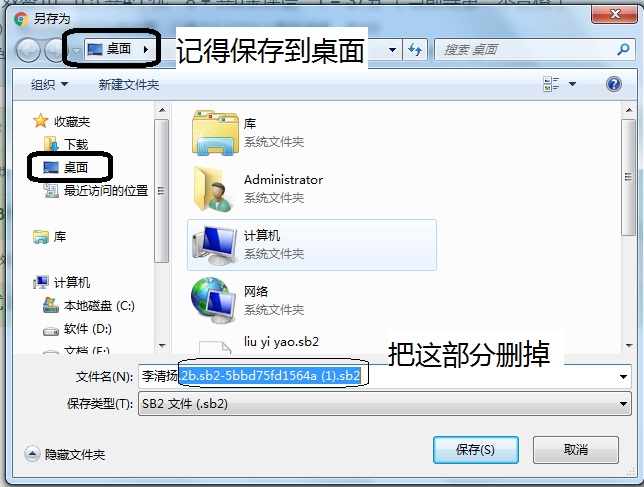 另存为
桌面
记得保存到桌面
搜索 桌面
组织
新建文件夹
收藏夹
下载
桌面
最近访问的位置
库
计算机
本地磁盘 (C:)
软件 (D:)
文档 (E:)
库
系统文件夹
Administrator
计算机
系统文件夹
网络
系统文件夹
liu yi yao.sb2
把这部分删掉
文件名(N):
李清扬2b.sb2-5bbd75fd1564a (1).sb2
保存类型(T):
SB2 文件 (.sb2)
隐藏文件夹
保存(S)
取消